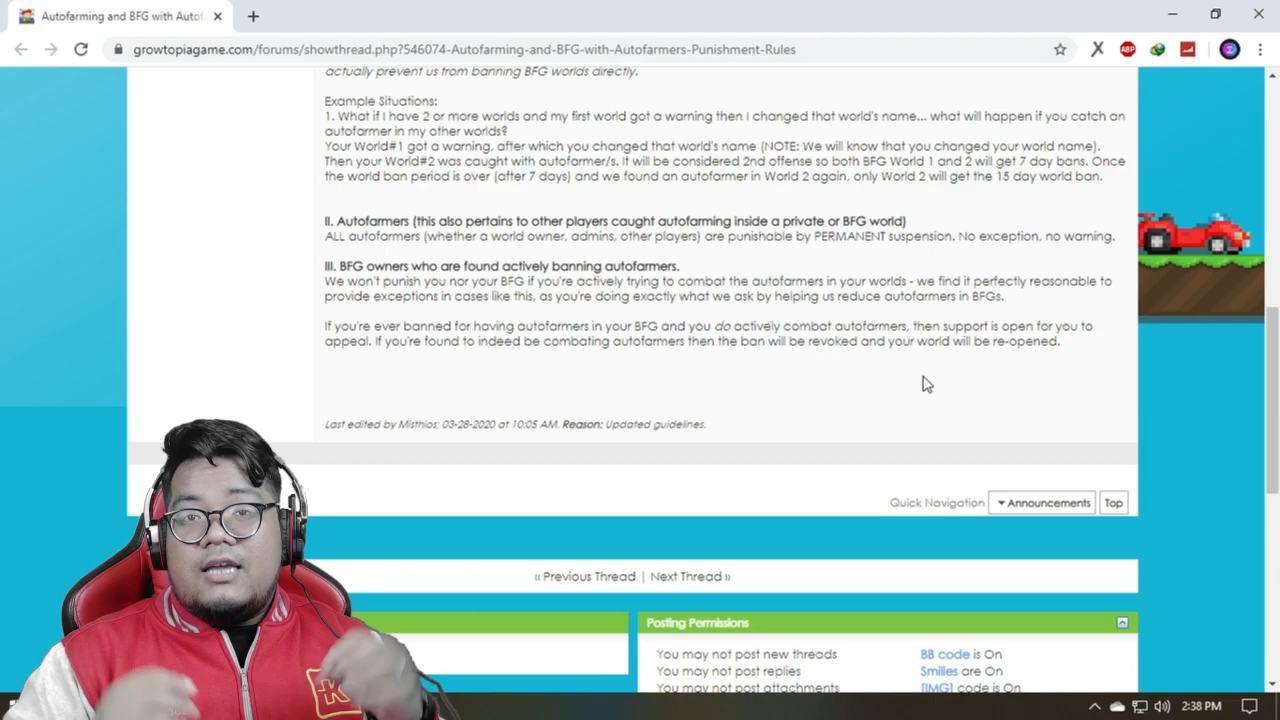 Autofarming and BFG with Autof
growtopiagame.com/forums/showthread.php?546074-Autofarming-and-BFG-with-Autofarmers-Punishment-Rules
ABP
actually prevent us from banning BFG worlds directly.
Example Situations:
1. What if I have 2 or more worlds and my first world got a warning then I changed that world's name... what will happen if you catch an
autofarmer in my other worlds?
Your World#1 got a warning, after which you changed that world's name (NOTE: We will know that you changed your world name).
Then your World#2 was caught with autofarmer/s. It will be considered 2nd offense so both BFG World 1 and 2 will get 7 day bans. Once
the world ban period is over (after 7 days) and we found an autofarmer in World 2 again, only World 2 will get the 15 day world ban.
II. Autofarmers (this also pertains to other players caught autofarming inside a private or BFG world)
ALL autofarmers (whether a world owner, admins, other players) are punishable by PERMANENT suspension. No exception, no warning.
III. BFG owners who are found actively banning autofarmers.
We won't punish you nor your BFG if you're actively trying to combat the autofarmers in your worlds - we find it perfectly reasonable to
provide exceptions in cases like this, as you're doing exactly what we ask by helping us reduce autofarmers in BFGs.
If you're ever banned for having autofarmers in your BFG and you do actively combat autofarmers, then support is open for you to
appeal. If you're found to indeed be combating autofarmers then the ban will be revoked and your world will be re-opened.
Last edited by Misthios; 03-28-2020 at 10:05 AM. Reason: Updated guidelines.
Quick Navigation Announcements Top
« Previous Thread | Next Thread »
Posting Permissions
You may not post new threads
BB code is On
You may not post replies
Smilies are On
You may not post attachments
[IMG] code is On
K
2:38 PM